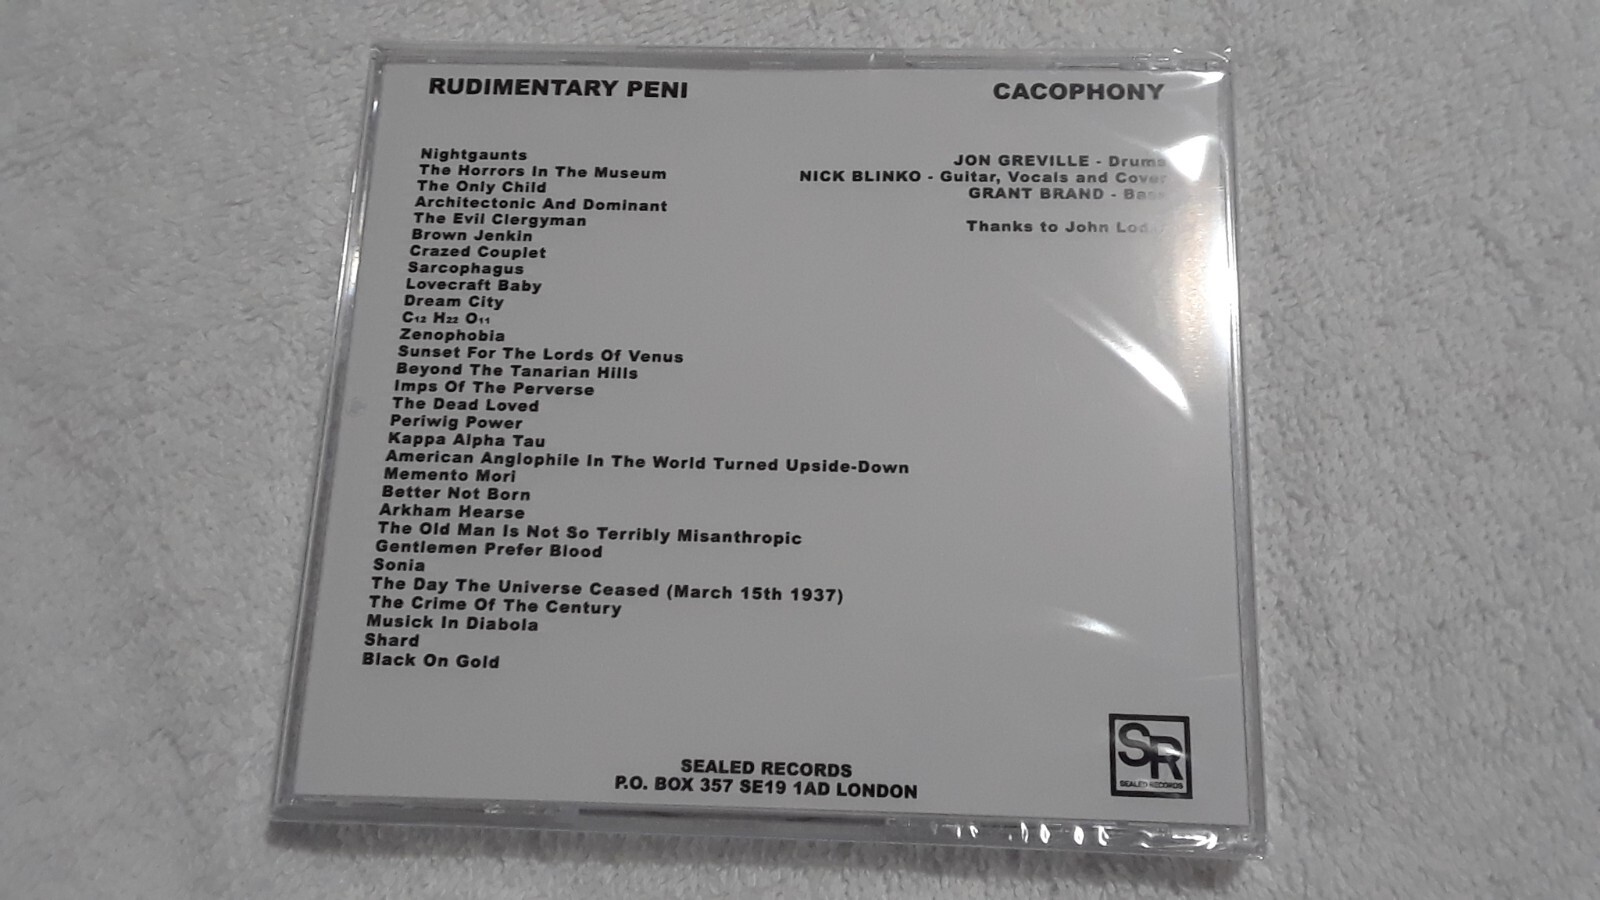 RUDIMENTARY PENI
CACOPHONY
Nightgaunts
The Horrors In The Museum
The Only Child
Architectonic And Dominant
The Evil Clergyman
Brown Jenkin
Crazed Couplet
Sarcophagus
Lovecraft Baby
Dream City
C₁₂ H₂₂ O₁₁
Zenophobia
Sunset For The Lords Of Venus
Beyond The Tanarian Hills
Imps Of The Perverse
The Dead Loved
Periwig Power
Kappa Alpha Tau
American Anglophile In The World Turned Upside-Down
Memento Mori
Better Not Born
Arkham Hearse
The Old Man Is Not So Terribly Misanthropic
Gentlemen Prefer Blood
Sonia
The Day The Universe Ceased (March 15th 1937)
The Crime Of The Century
Musick In Diabola
Shard
Black On Gold
JON GREVILLE - Drums
NICK BLINKO - Guitar, Vocals and Cover
GRANT BRAND - Bass
Thanks to John
SEALED RECORDS
P.O. BOX 357 SE19 1AD LONDON
SR
SEALED RECORDS